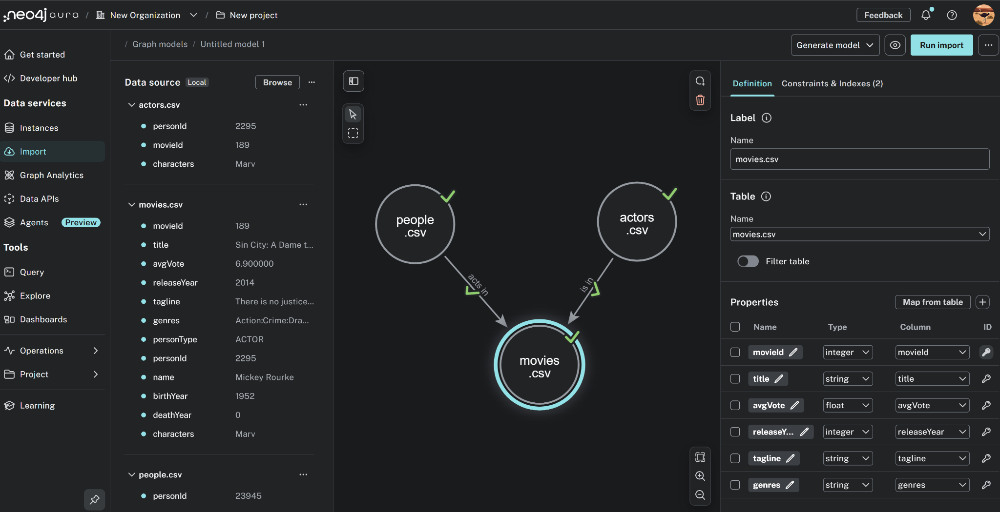 neo4j aura / New Organization / New project
Feedback
Get started
Developer hub
Data services
Instances
Import
Graph Analytics
Data APIs
Agents Preview
Tools
Query
Explore
Dashboards
Operations
Project
Learning
/ Graph models / Untitled model 1
Generate model
Run import
Data source Local Browse
actors.csv
personId 2295
movieId 189
characters Marv
movies.csv
movieId 189
title Sin City: A Dame t...
avgVote 6.900000
releaseYear 2014
tagline There is no justice...
genres Action:Crime:Dra...
personType ACTOR
personId 2295
name Mickey Rourke
birthYear 1952
deathYear 0
characters Marv
people.csv
personId 23945
people
.csv
actors
.csv
acts in
is in
movies
.csv
Definition Constraints & Indexes (2)
Label
Name
movies.csv
Table
Name
movies.csv
Filter table
Properties Map from table
Name Type Column ID
movieId integer movieId
title string title
avgVote float avgVote
releaseY... integer releaseYear
tagline string tagline
genres string genres